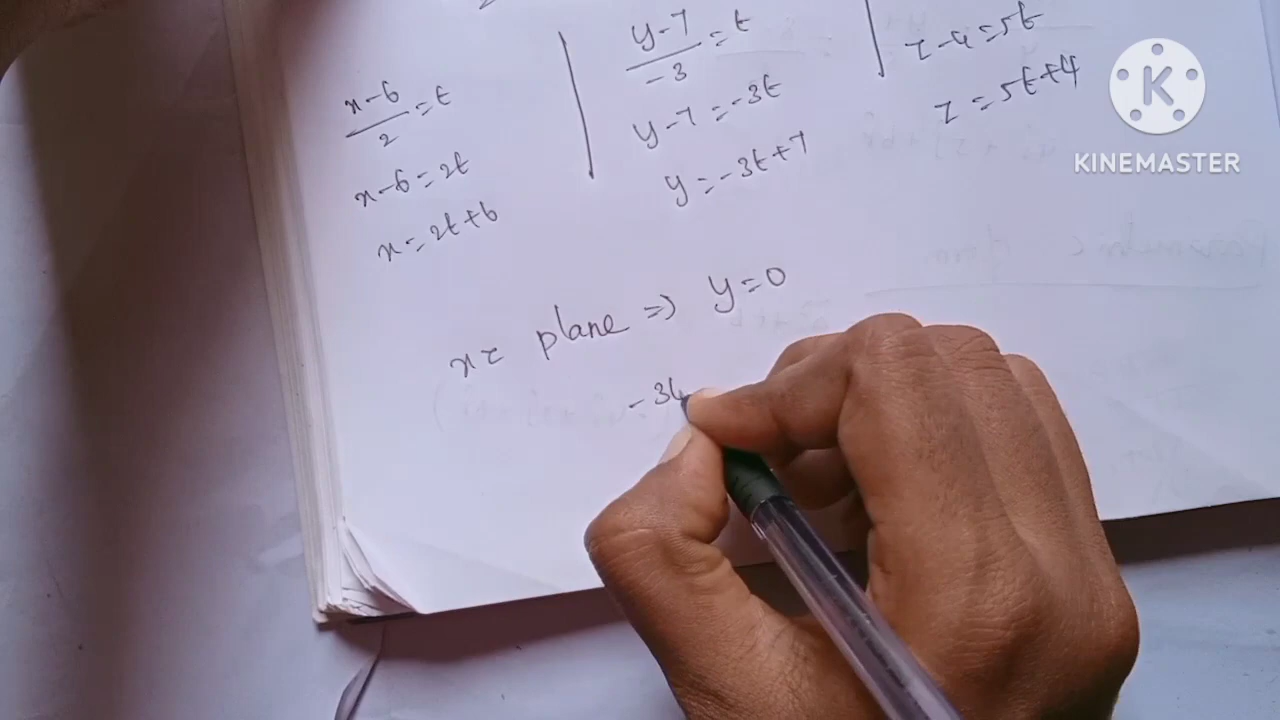 x-6/2 = t
x-6 = 2t
x = 2t+6
y-7/-3 = t
y-7 = -3t
y = -3t+7
z-4 = 5t
z = 5t+4
K
KINEMASTER
xz plane => y=0
-3t